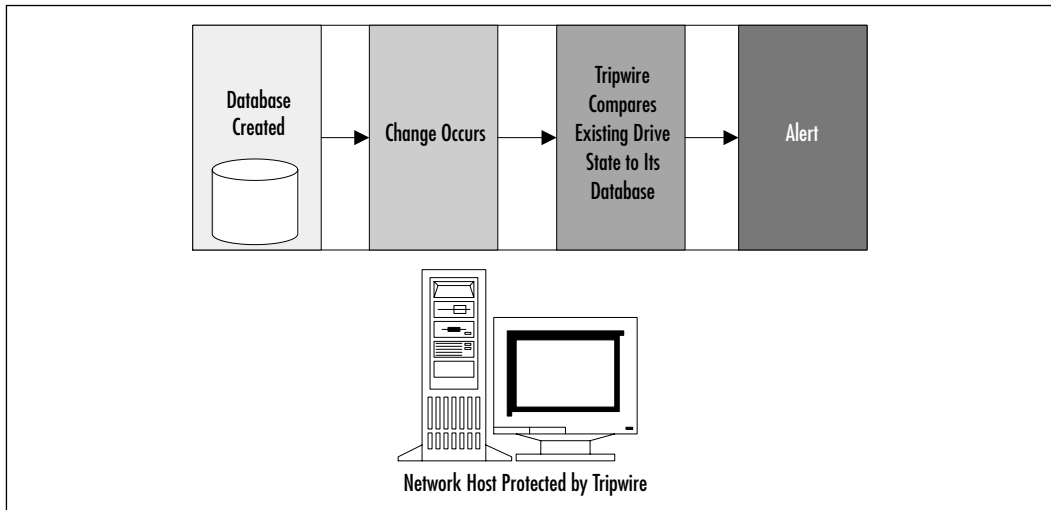 Database
Created
Change Occurs
Tripwire
Compares
Existing Drive
State to Its
Database
Alert
Network Host Protected by Tripwire